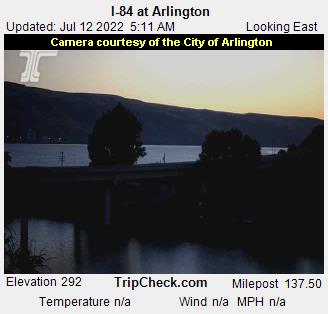 I-84 at Arlington
Updated: Jul 12 2022 5:11 AM Looking East
Camera courtesy of the City of Arlington
Elevation 292 TripCheck.com Milepost 137.50
Temperature n/a Wind n/a MPH n/a